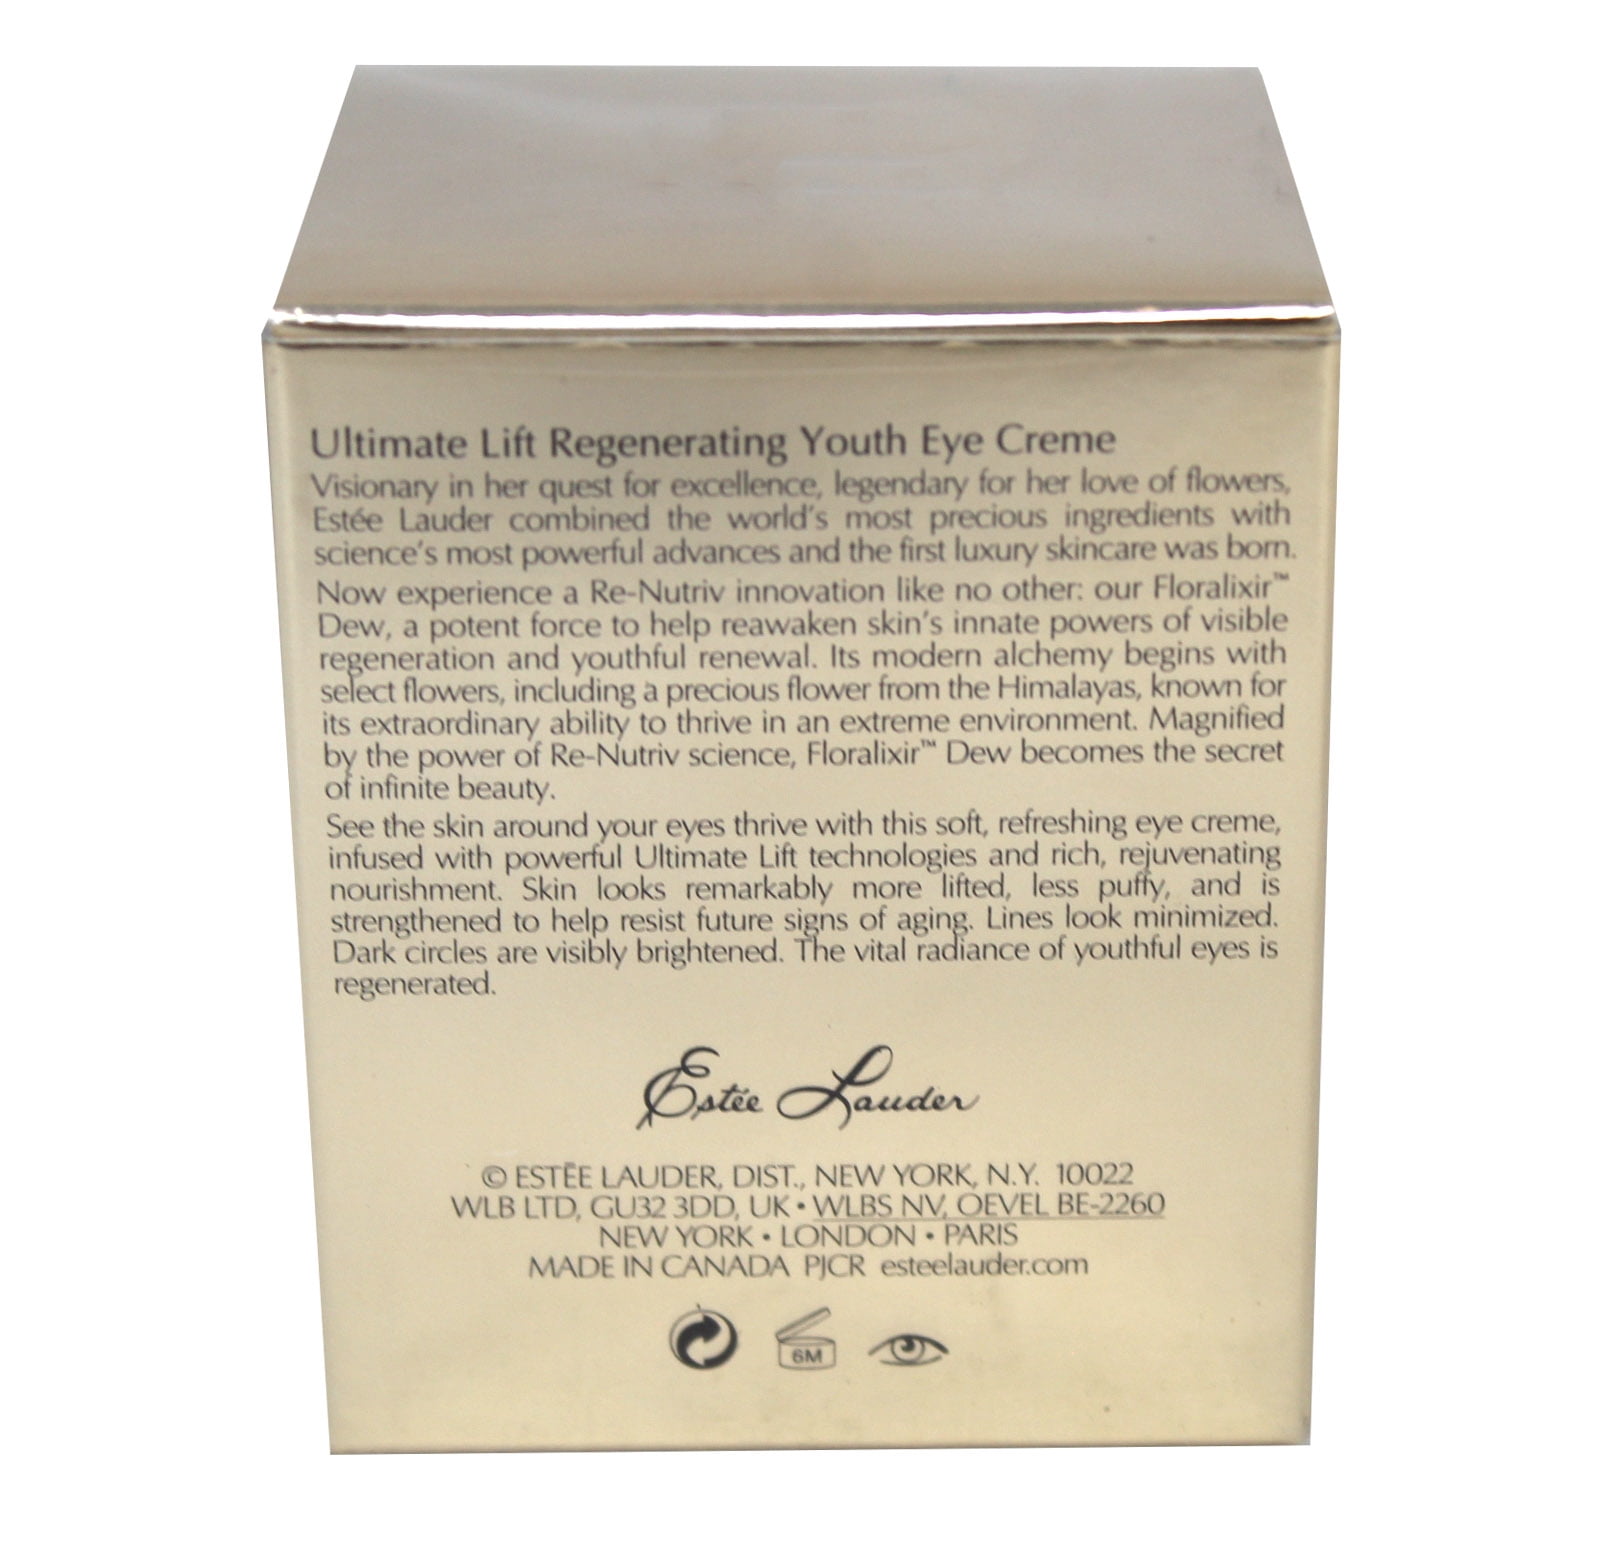 Ultimate Lift Regenerating Youth Eye Creme
Visionary in her quest for excellence, legendary for her love of flowers,
Estée Lauder combined the world's most precious ingredients with
science's most powerful advances and the first luxury skincare was born.
Now experience a Re-Nutriv innovation like no other: our Floralixir™
Dew, a potent force to help reawaken skin's innate powers of visible
regeneration and youthful renewal. Its modern alchemy begins with
select flowers, including a precious flower from the Himalayas, known for
its extraordinary ability to thrive in an extreme environment. Magnified
by the power of Re-Nutriv science, Floralixir™ Dew becomes the secret
of infinite beauty.
See the skin around your eyes thrive with this soft, refreshing eye creme,
infused with powerful Ultimate Lift technologies and rich, rejuvenating
nourishment. Skin looks remarkably more lifted, less puffy, and is
strengthened to help resist future signs of aging. Lines look minimized.
Dark circles are visibly brightened. The vital radiance of youthful eyes is
regenerated.
Estée Lauder
© ESTĒE LAUDER, DIST., NEW YORK, N.Y. 10022
WLB LTD, GU32 3DD, UK • WLBS NV, OEVEL BE-2260
NEW YORK • LONDON • PARIS
MADE IN CANADA PJCR esteelauder.com
6M